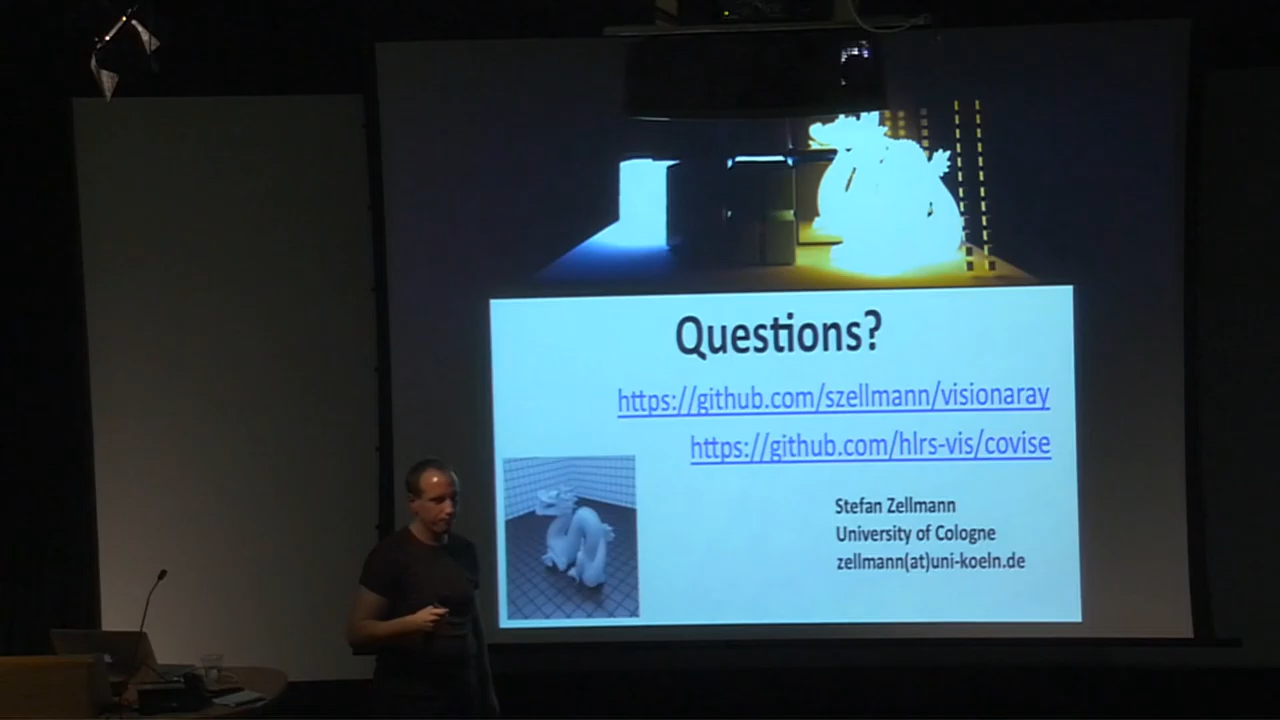 Questions?
https://github.com/szellmann/visionaray
https://github.com/hlrs-vis/covise
Stefan Zellmann
University of Cologne
zellmann(at)uni-koeln.de